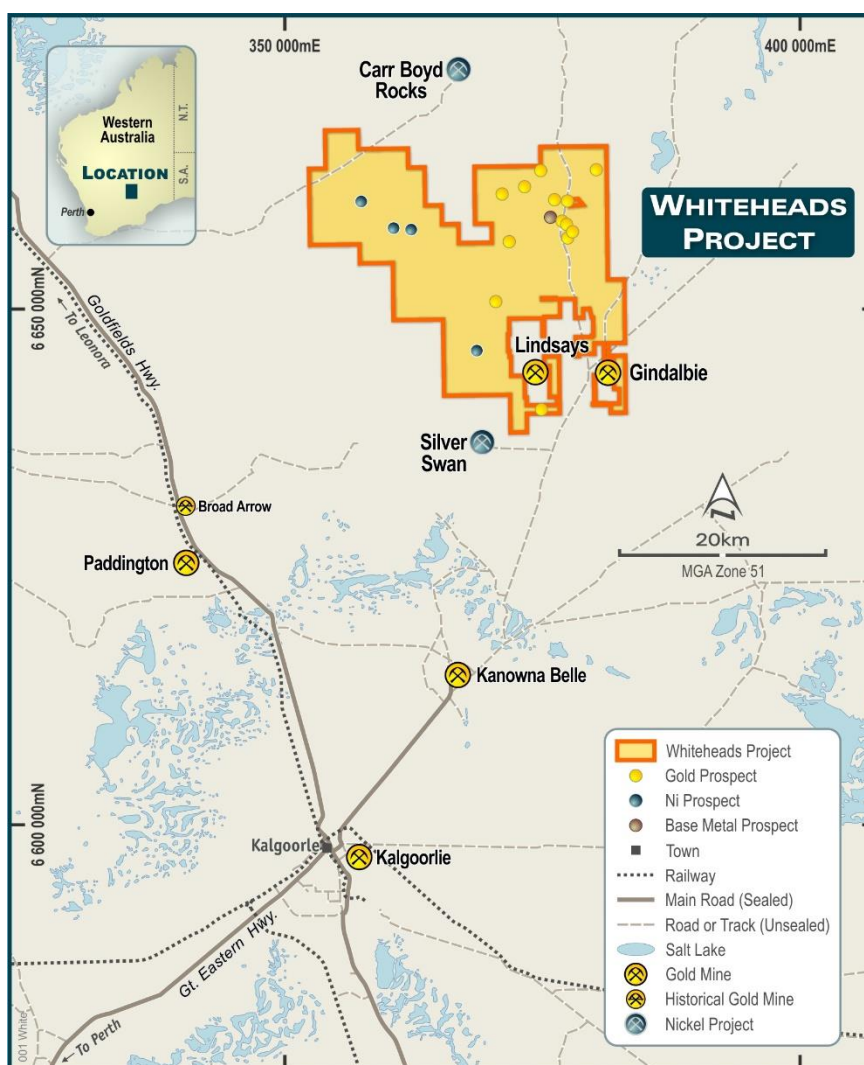 350 000mE
400 000mE
Carr Boyd
Rocks
Western
Australia
N.T.
S.A.
LOCATION
Perth
WHITEHEADS
PROJECT
6 650 000mN
To Leonora
Goldfields Hwy.
Lindsays
Gindalbie
Silver
Swan
Broad Arrow
Paddington
20km
MGA Zone 51
Kanowna Belle
6 600 000mN
Kalgoorlie
Kalgoorlie
Gt. Eastern Hwy.
To Perth
001 White
Whiteheads Project
Gold Prospect
Ni Prospect
Base Metal Prospect
Town
Railway
Main Road (Sealed)
Road or Track (Unsealed)
Salt Lake
Gold Mine
Historical Gold Mine
Nickel Project